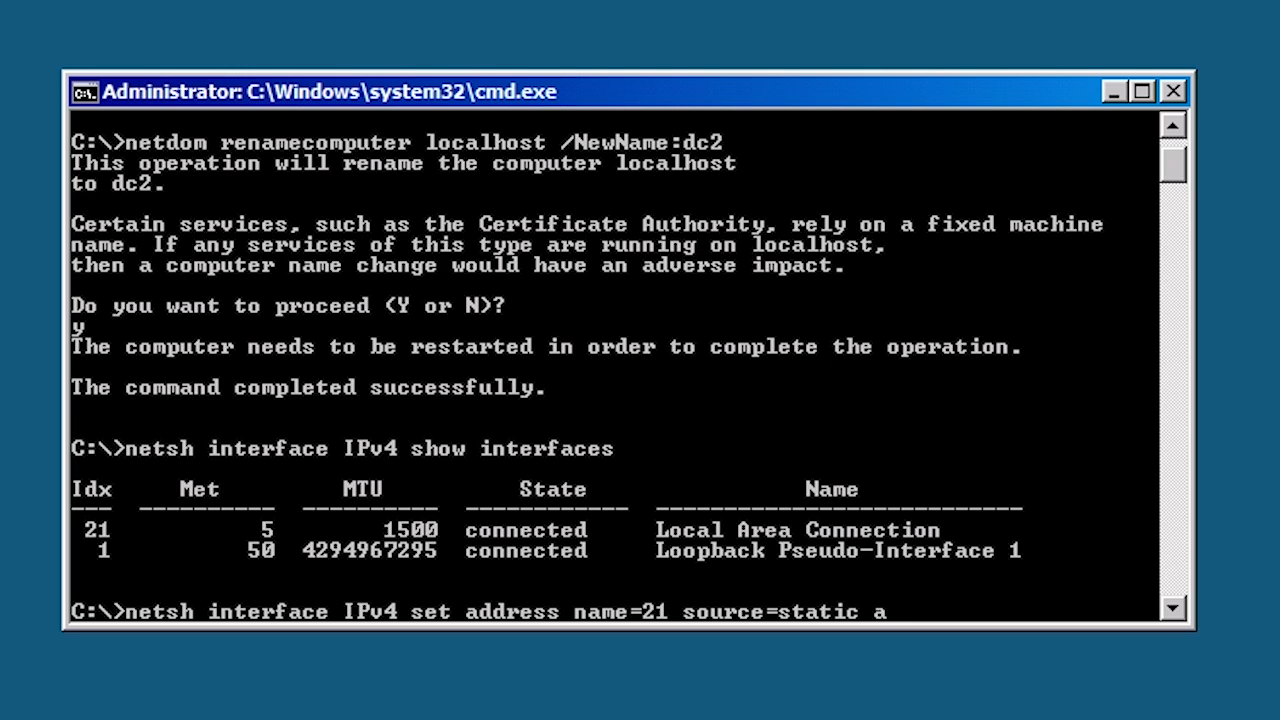 Administrator: C:\Windows\system32\cmd.exe
C:\>netdom renamecomputer localhost /NewName:dc2
This operation will rename the computer localhost
to dc2.
Certain services, such as the Certificate Authority, rely on a fixed machine
name. If any services of this type are running on localhost,
then a computer name change would have an adverse impact.
Do you want to proceed (Y or N)?
y
The computer needs to be restarted in order to complete the operation.
The command completed successfully.
C:\>netsh interface IPv4 show interfaces
Idx Met MTU State Name
--- ---------- ---------- ------------ -------------------------
21 5 1500 connected Local Area Connection
1 50 4294967295 connected Loopback Pseudo-Interface 1
C:\>netsh interface IPv4 set address name=21 source=static a